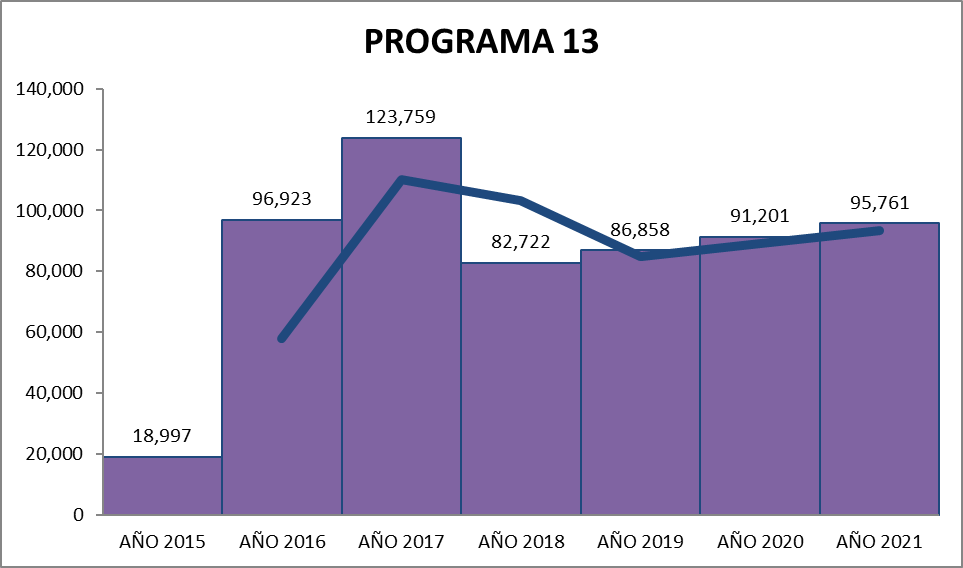 PROGRAMA 13
140,000
120,000
100,000
80,000
60,000
40,000
20,000
0
18,997
96,923
123,759
82,722
86,858
91,201
95,761
AÑO 2015
AÑO 2016
AÑO 2017
AÑO 2018
AÑO 2019
AÑO 2020
AÑO 2021